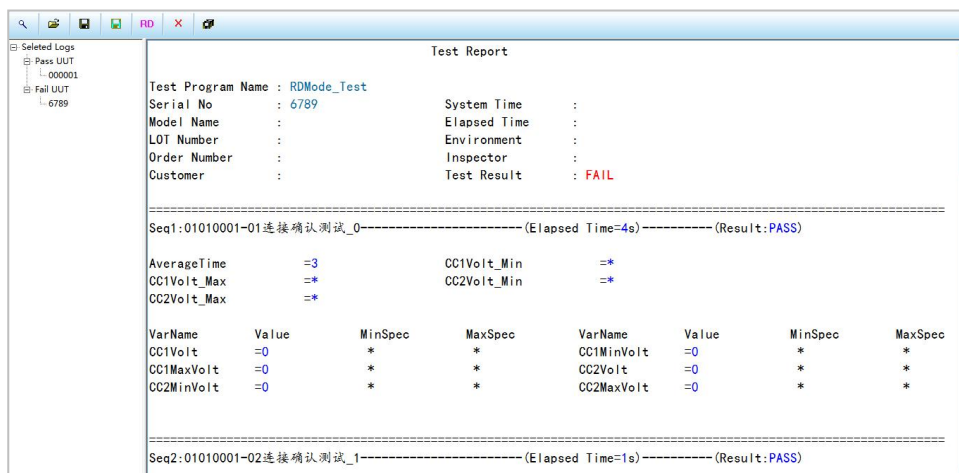 RD
Seleted Logs
Pass UUT
000001
Fail UUT
6789
Test Report
Test Program Name : RDMode_Test
Serial No : 6789 System Time :
Model Name : Elapsed Time :
LOT Number : Environment :
Order Number : Inspector :
Customer : Test Result : FAIL
================================================================================
Seq1:01010001-01连接确认测试_0-----------------------(Elapsed Time=4s)----------(Result:PASS)
AverageTime =3 CC1Volt_Min =*
CC1Volt_Max =* CC2Volt_Min =*
CC2Volt_Max =*
VarName Value MinSpec MaxSpec VarName Value MinSpec MaxSpec
CC1Volt =0 * * CC1MinVolt =0 * *
CC1MaxVolt =0 * * CC2Volt =0 * *
CC2MinVolt =0 * * CC2MaxVolt =0 * *
================================================================================
Seq2:01010001-02连接确认测试_1-----------------------(Elapsed Time=1s)----------(Result:PASS)